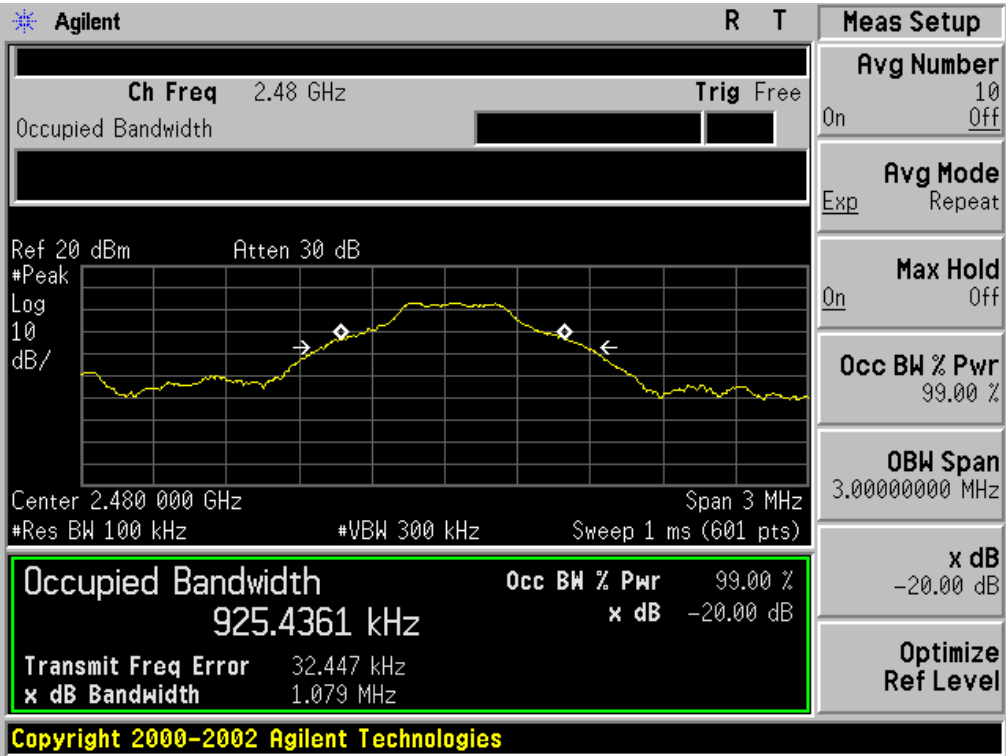 Agilent R T
Ch Freq 2.48 GHz Trig Free
Occupied Bandwidth
Ref 20 dBm Atten 30 dB
#Peak
Log
10
dB/
Center 2.480 000 GHz Span 3 MHz
#Res BW 100 kHz #VBW 300 kHz Sweep 1 ms (601 pts)
Occupied Bandwidth Occ BW % Pwr 99.00 %
925.4361 kHz x dB -20.00 dB
Transmit Freq Error 32.447 kHz
x dB Bandwidth 1.079 MHz
Copyright 2000-2002 Agilent Technologies
Meas Setup
Avg Number
10
On Off
Avg Mode
Exp Repeat
Max Hold
On Off
Occ BW % Pwr
99.00 %
OBW Span
3.00000000 MHz
x dB
-20.00 dB
Optimize
Ref Level